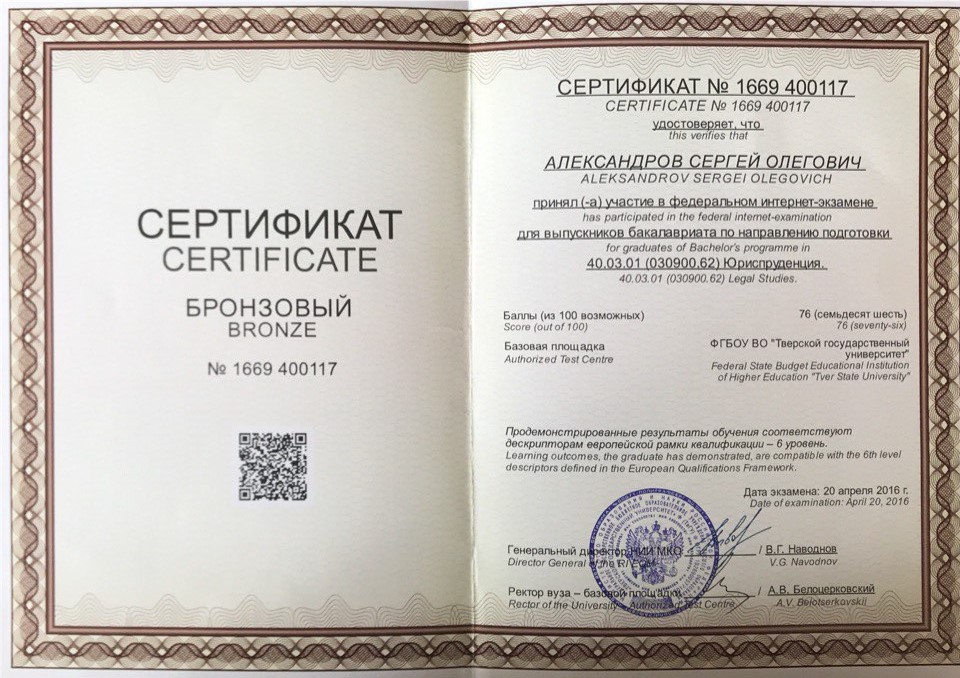 СЕРТИФИКАТ
CERTIFICATE
БРОНЗОВЫЙ
BRONZE
№ 1669 400117
СЕРТИФИКАТ № 1669 400117
CERTIFICATE № 1669 400117
удостоверяет, что
this verifies that
АЛЕКСАНДРОВ СЕРГЕЙ ОЛЕГОВИЧ
ALEKSANDROV SERGEI OLEGOVICH
принял (-а) участие в федеральном интернет-экзамене
has participated in the federal internet-examination
для выпускников бакалавриата по направлению подготовки
for graduates of Bachelor's programme in
40.03.01 (030900.62) Юриспруденция.
40.03.01 (030900.62) Legal Studies.
Баллы (из 100 возможных) 76 (семьдесят шесть)
Score (out of 100) 76 (seventy-six)
Базовая площадка ФГБОУ ВО "Тверской государственный
университет"
Authorized Test Centre Federal State Budget Educational Institution
of Higher Education "Tver State University"
Продемонстрированные результаты обучения соответствуют
дескрипторам европейской рамки квалификации – 6 уровень.
Learning outcomes, the graduate has demonstrated, are compatible with the 6th level
descriptors defined in the European Qualifications Framework.
Дата экзамена: 20 апреля 2016 г.
Date of examination: April 20, 2016
Генеральный директор НИИ МКО / В.Г. Наводнов
Director General of the V.G. Navodnov
Ректор вуза – базовой площадки / А.В. Белоцерковский
Rector of the University - Authorized Test Centre A.V. Belotserkovskii